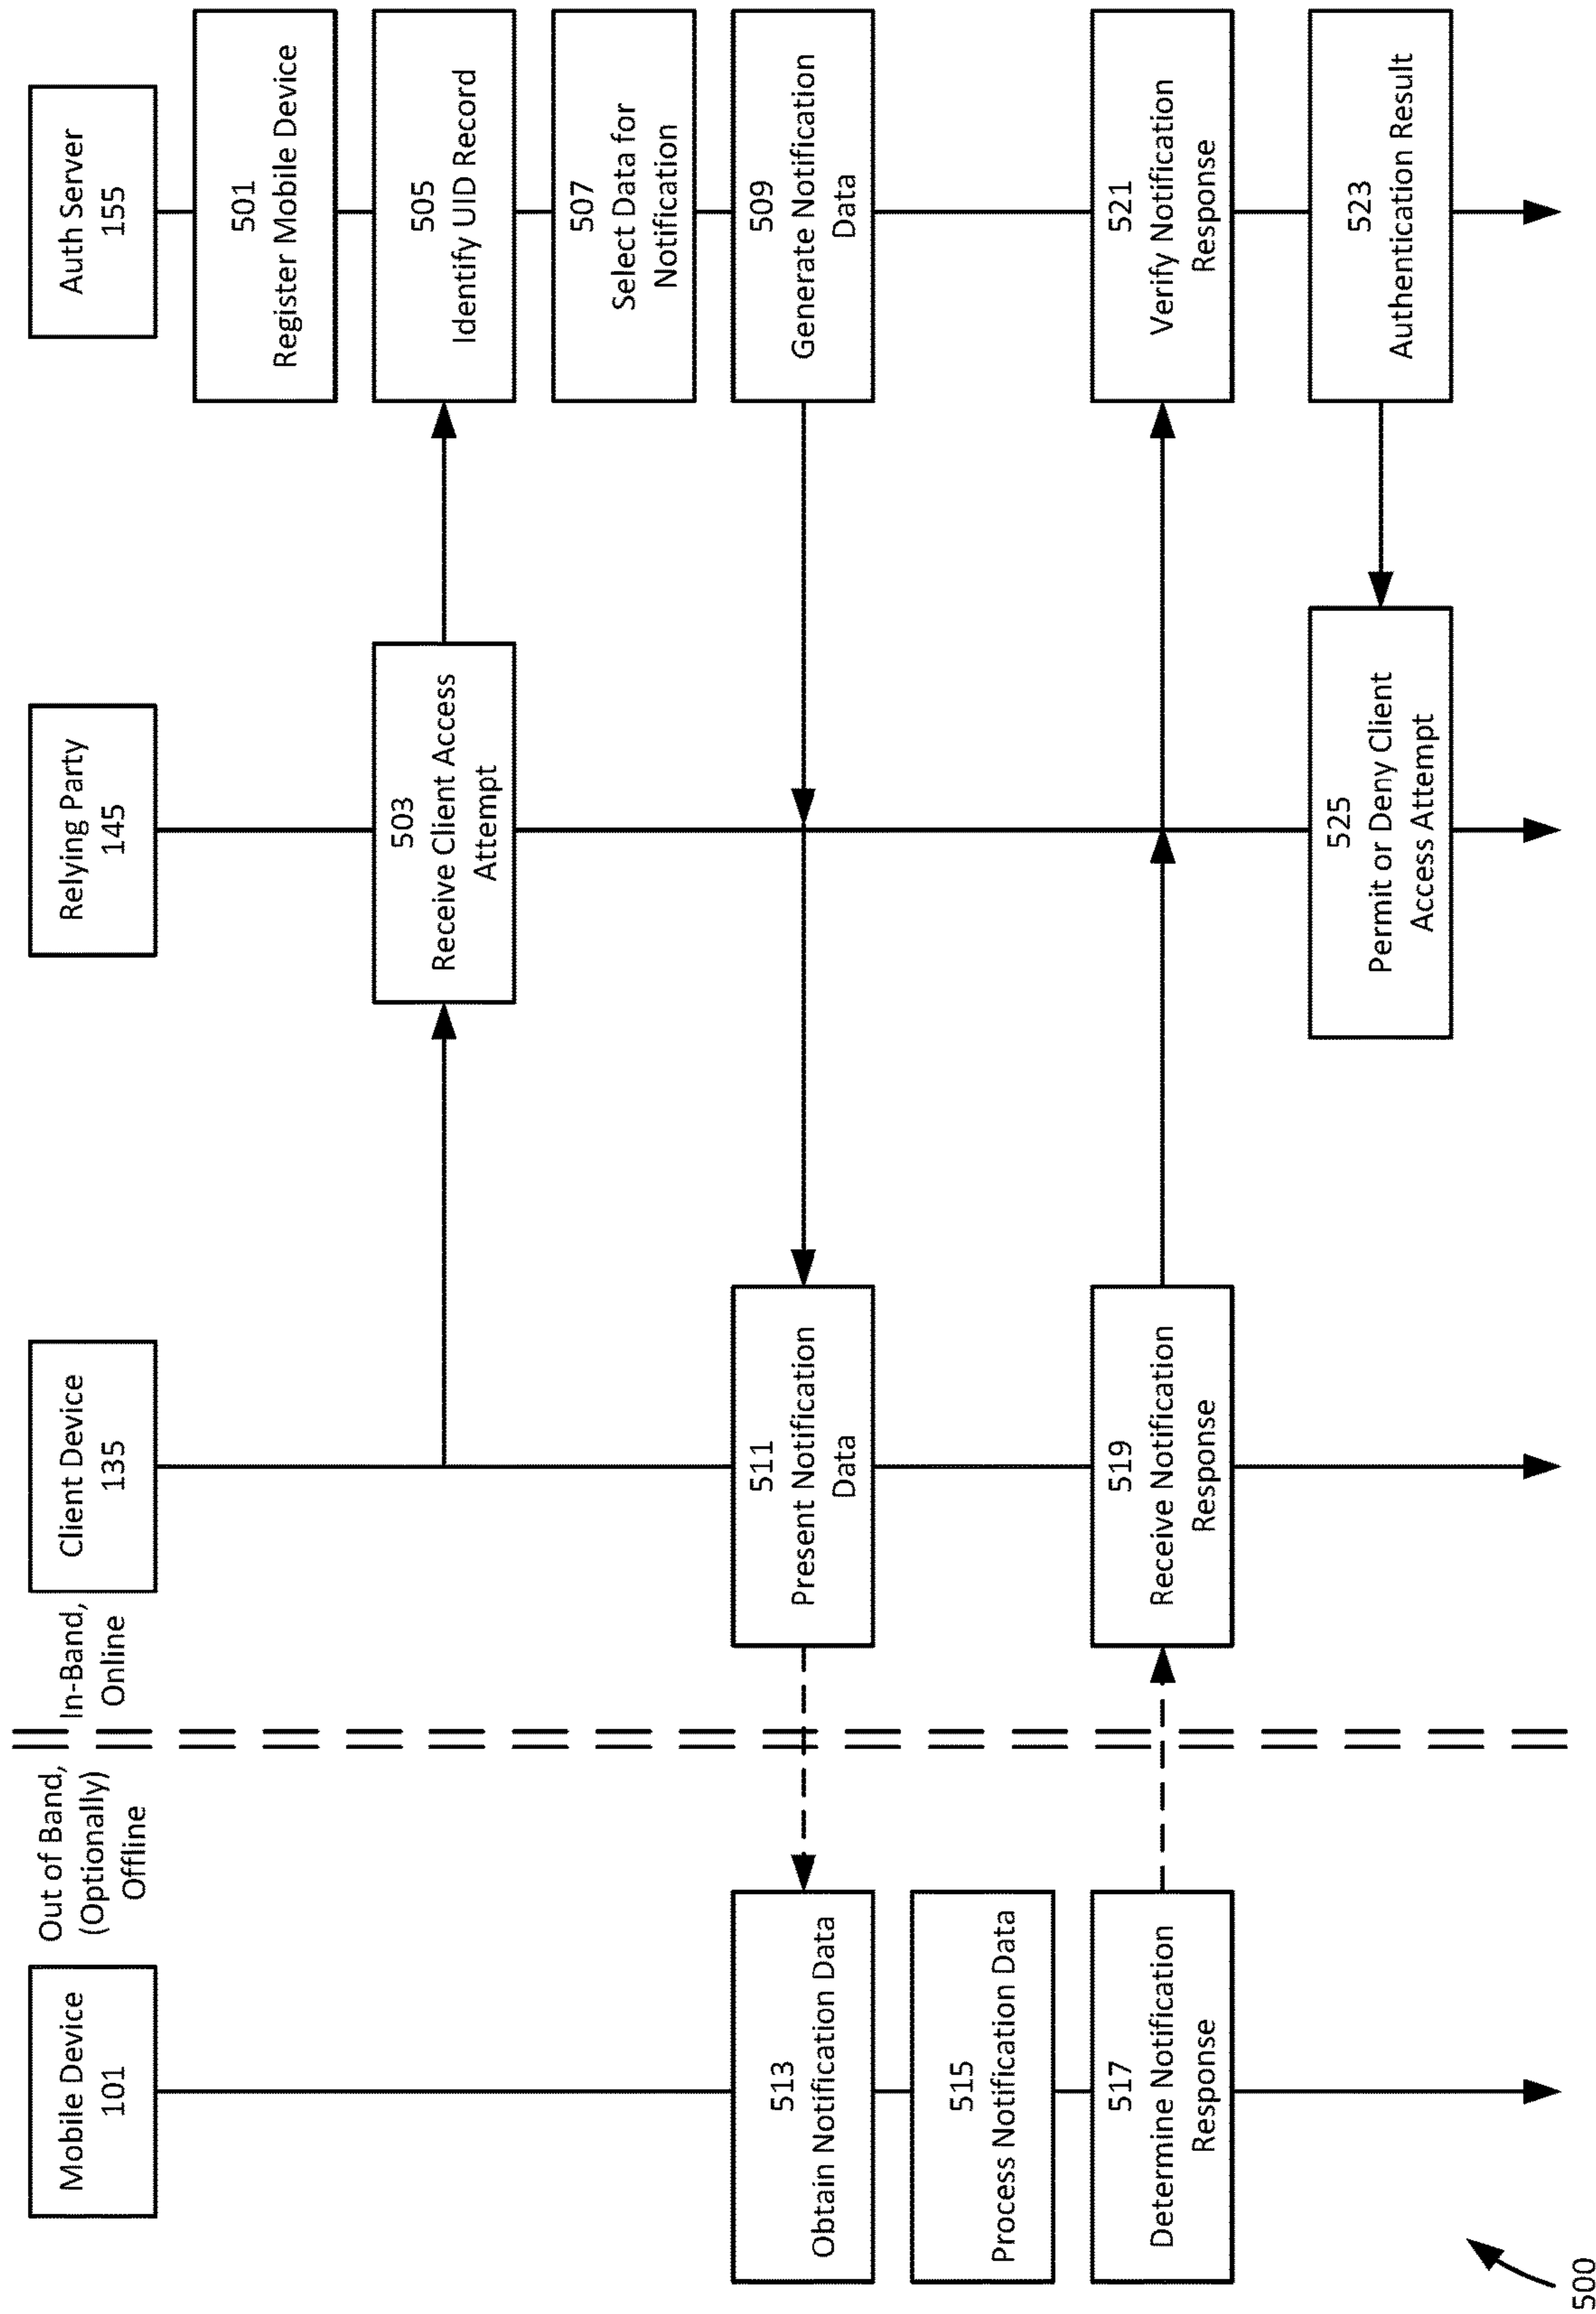 Mobile Device
101
Out of Band,
(Optionally)
Offline
In-Band,
Online
Client Device
135
Relying Party
145
Auth Server
155
501
Register Mobile Device
503
Receive Client Access
Attempt
505
Identify UID Record
507
Select Data for
Notification
509
Generate Notification
Data
511
Present Notification
Data
513
Obtain Notification Data
515
Process Notification Data
517
Determine Notification
Response
519
Receive Notification
Response
521
Verify Notification
Response
523
Authentication Result
525
Permit or Deny Client
Access Attempt
500